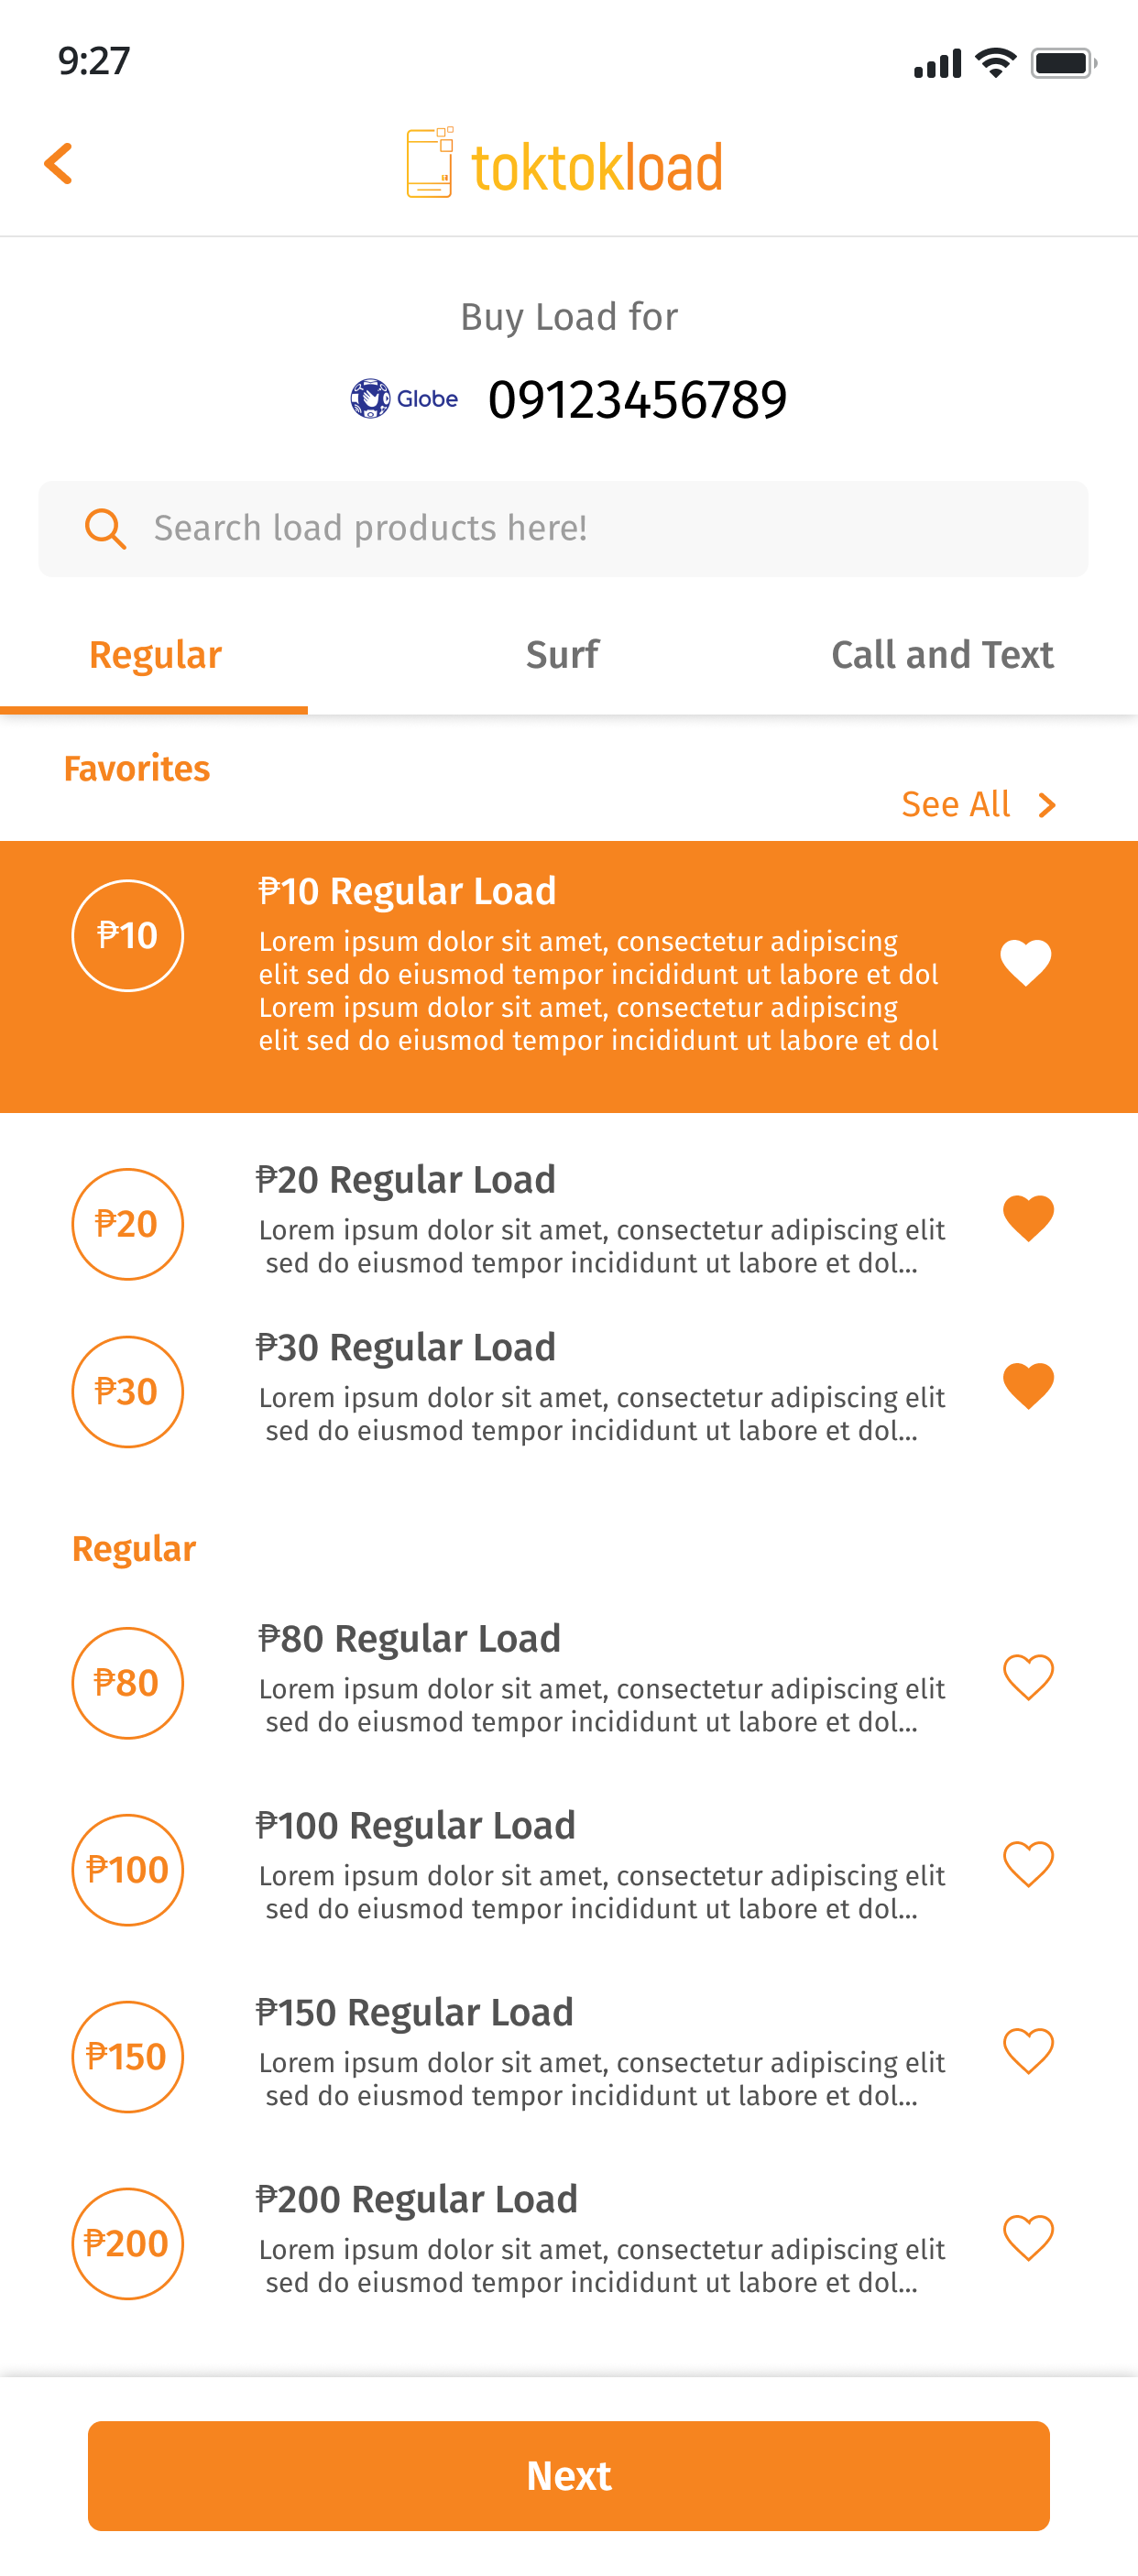 9:27
toktokload
Buy Load for
Globe 09123456789
Search load products here!
Regular Surf Call and Text
Favorites
See All
₱10
₱10 Regular Load
Lorem ipsum dolor sit amet, consectetur adipiscing
elit sed do eiusmod tempor incididunt ut labore et dol
Lorem ipsum dolor sit amet, consectetur adipiscing
elit sed do eiusmod tempor incididunt ut labore et dol
₱20
₱20 Regular Load
Lorem ipsum dolor sit amet, consectetur adipiscing elit
sed do eiusmod tempor incididunt ut labore et dol...
₱30
₱30 Regular Load
Lorem ipsum dolor sit amet, consectetur adipiscing elit
sed do eiusmod tempor incididunt ut labore et dol...
Regular
₱80
₱80 Regular Load
Lorem ipsum dolor sit amet, consectetur adipiscing elit
sed do eiusmod tempor incididunt ut labore et dol...
₱100
₱100 Regular Load
Lorem ipsum dolor sit amet, consectetur adipiscing elit
sed do eiusmod tempor incididunt ut labore et dol...
₱150
₱150 Regular Load
Lorem ipsum dolor sit amet, consectetur adipiscing elit
sed do eiusmod tempor incididunt ut labore et dol...
₱200
₱200 Regular Load
Lorem ipsum dolor sit amet, consectetur adipiscing elit
sed do eiusmod tempor incididunt ut labore et dol...
Next